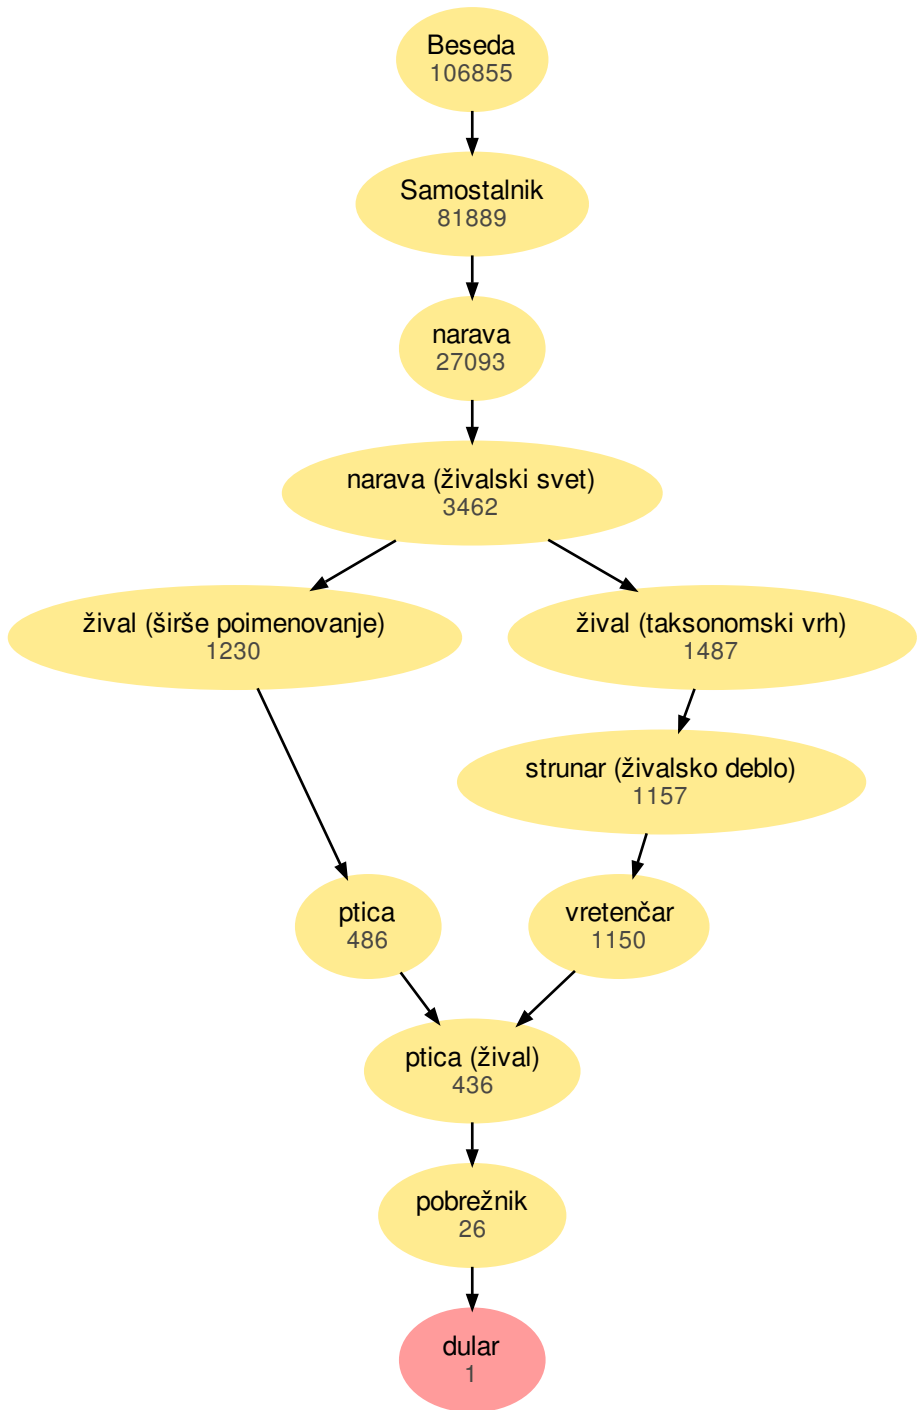 Beseda
106855
Samostalnik
81889
narava
27093
narava (živalski svet)
3462
žival (širše poimenovanje)
1230
žival (taksonomski vrh)
1487
strunar (živalsko deblo)
1157
ptica
486
vretenčar
1150
ptica (žival)
436
pobrežnik
26
dular
1